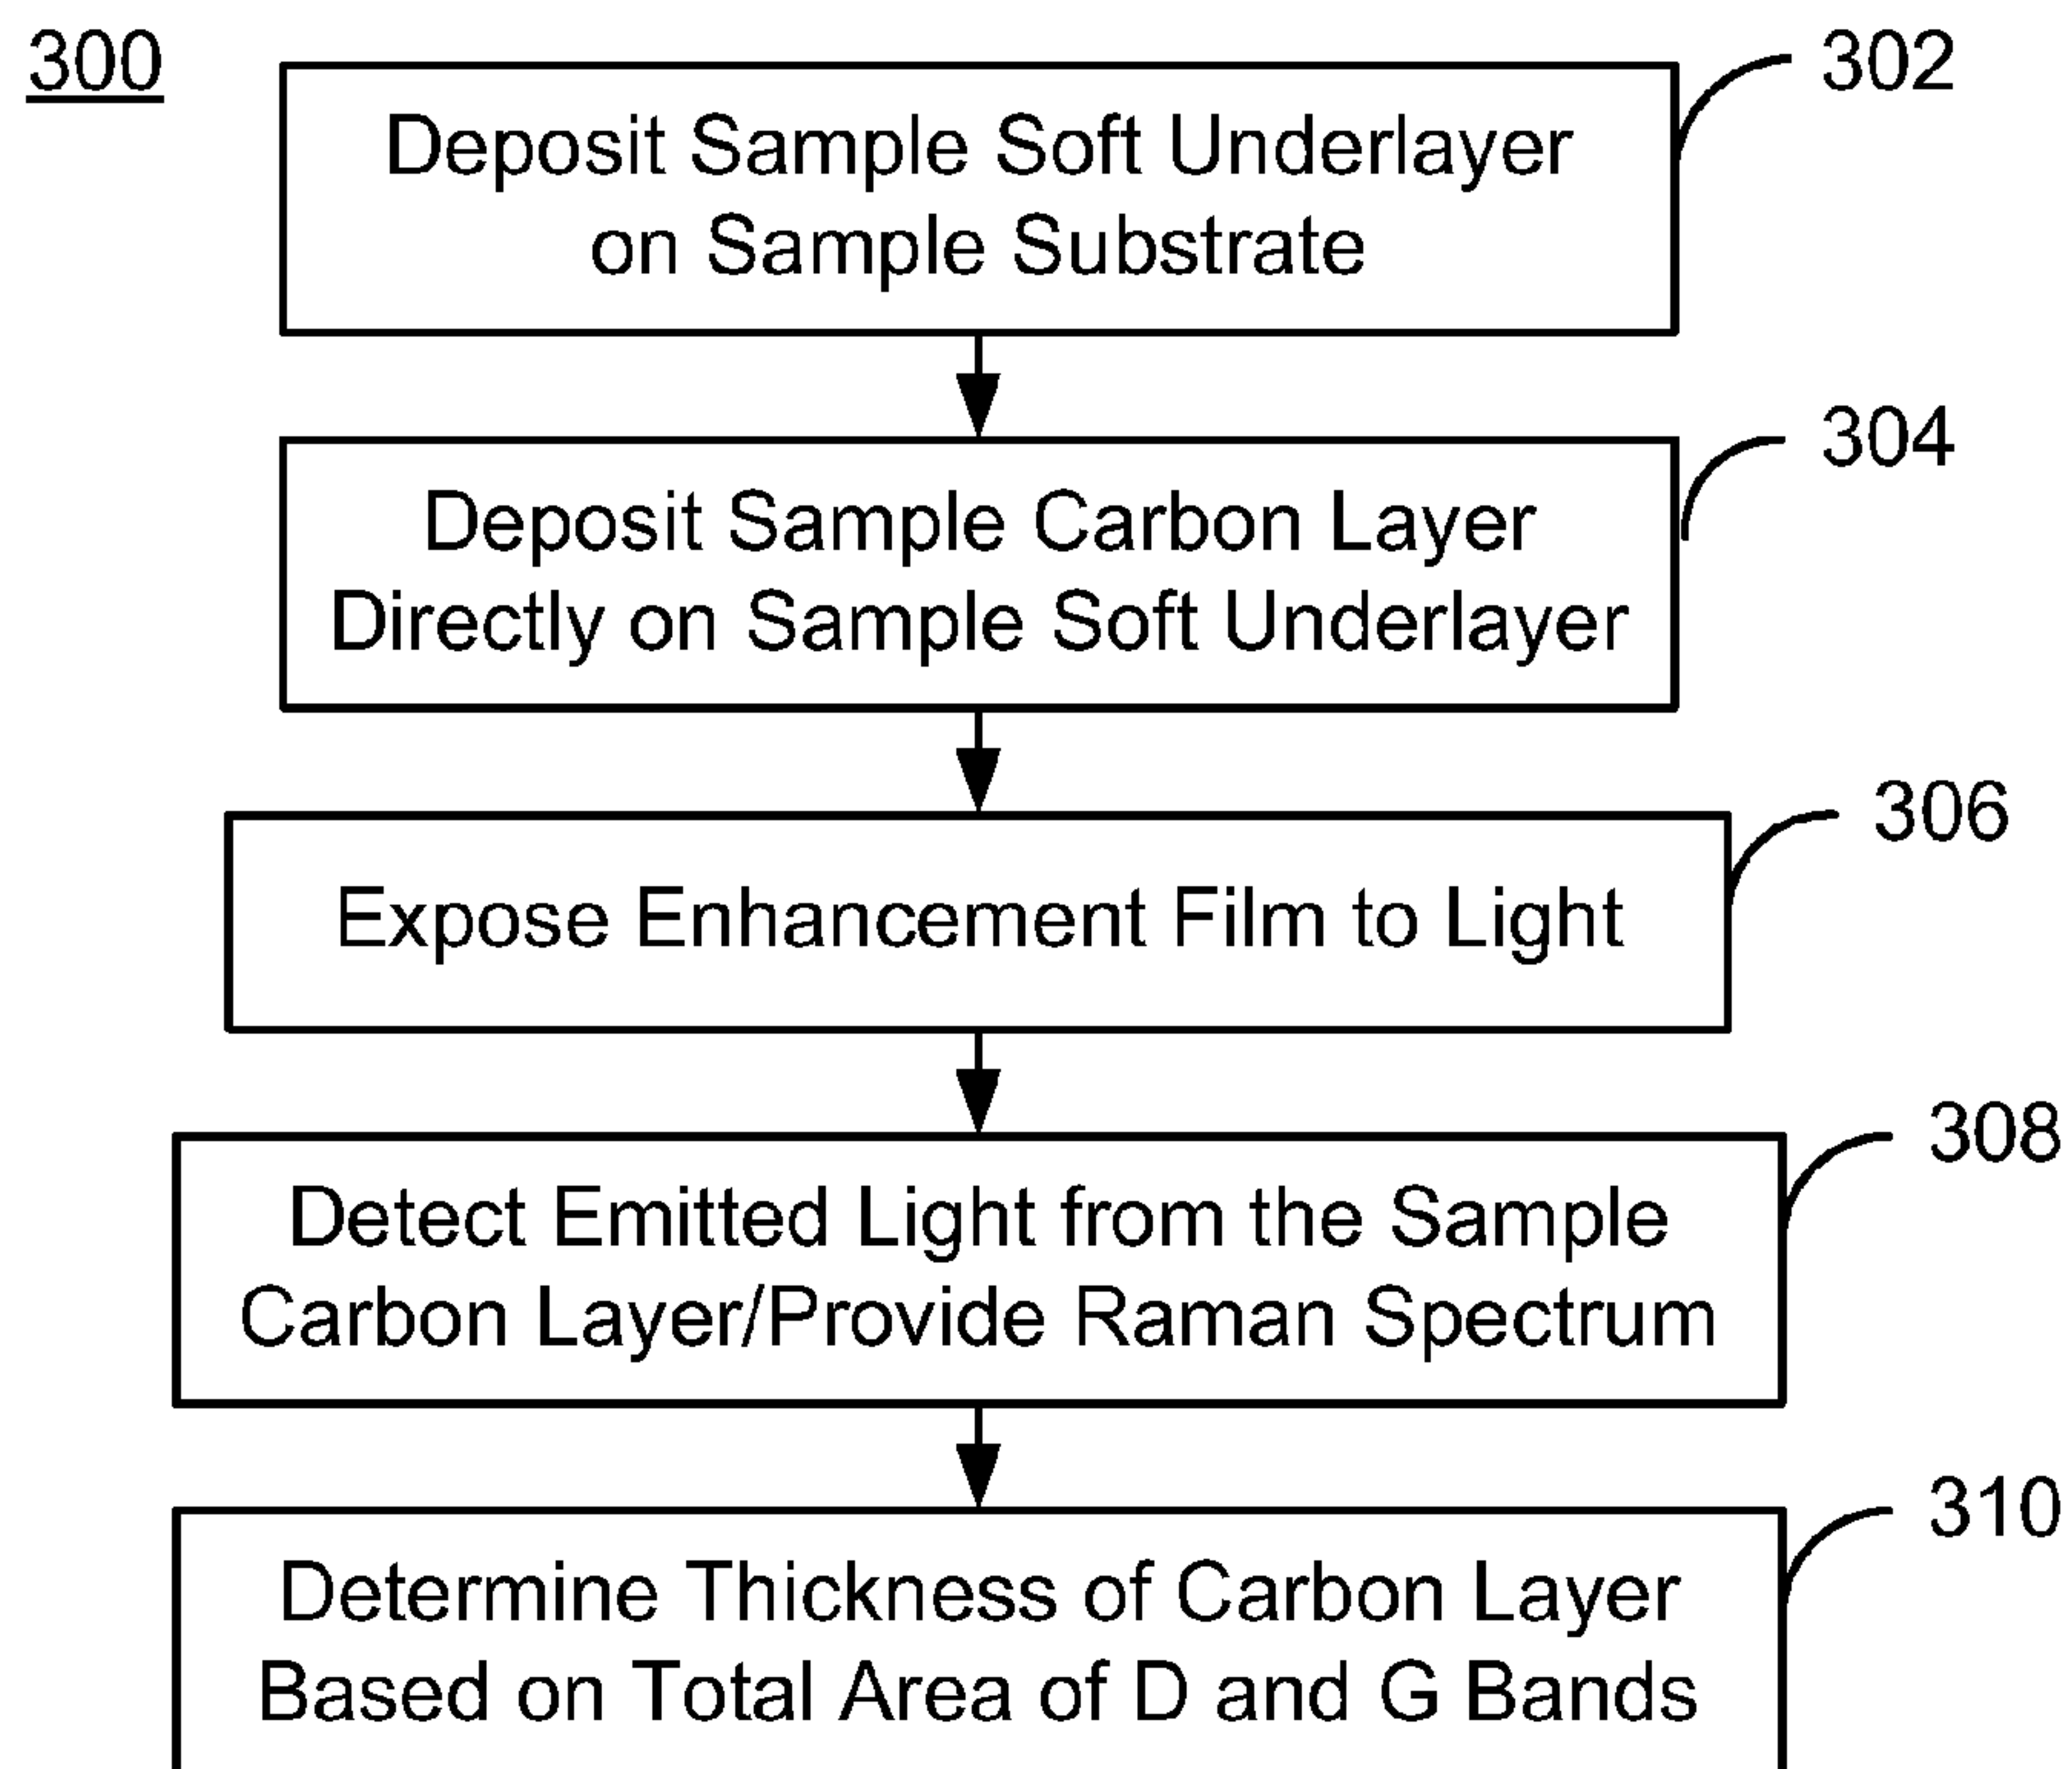 300
302
Deposit Sample Soft Underlayer
on Sample Substrate
304
Deposit Sample Carbon Layer
Directly on Sample Soft Underlayer
306
Expose Enhancement Film to Light
308
Detect Emitted Light from the Sample
Carbon Layer/Provide Raman Spectrum
310
Determine Thickness of Carbon Layer
Based on Total Area of D and G Bands